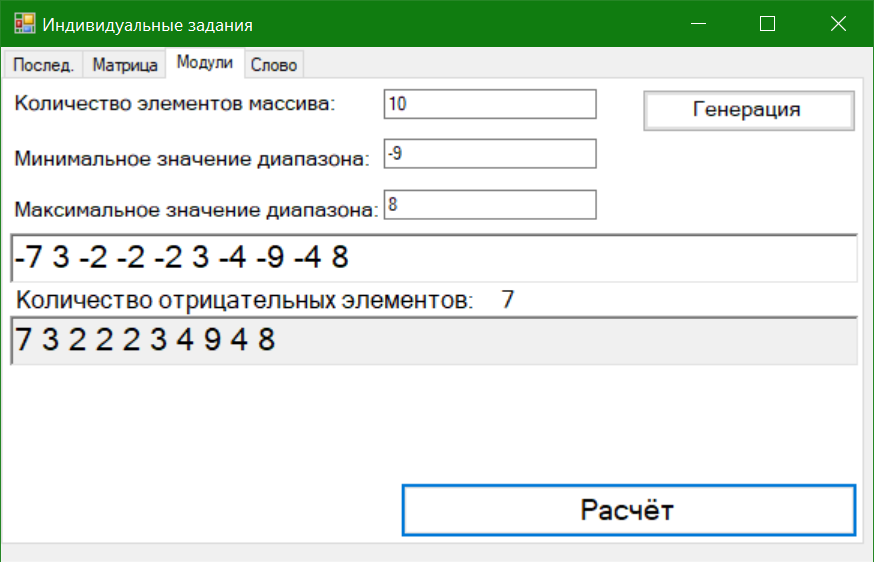 Индивидуальные задания
Послед. Матрица Модули Слово
Количество элементов массива: 10 Генерация
Минимальное значение диапазона: -9
Максимальное значение диапазона: 8
-7 3 -2 -2 -2 3 -4 -9 -4 8
Количество отрицательных элементов: 7
7 3 2 2 2 3 4 9 4 8
Расчёт